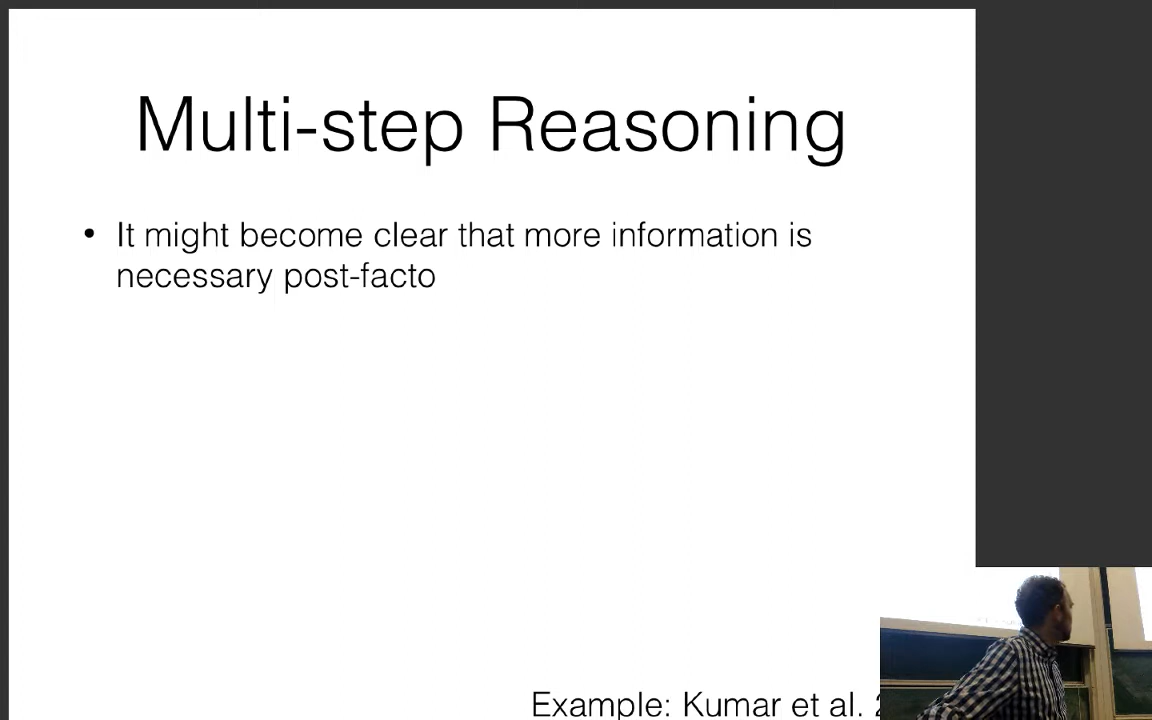 Multi-step Reasoning
• It might become clear that more information is
necessary post-facto
Example: Kumar et al.